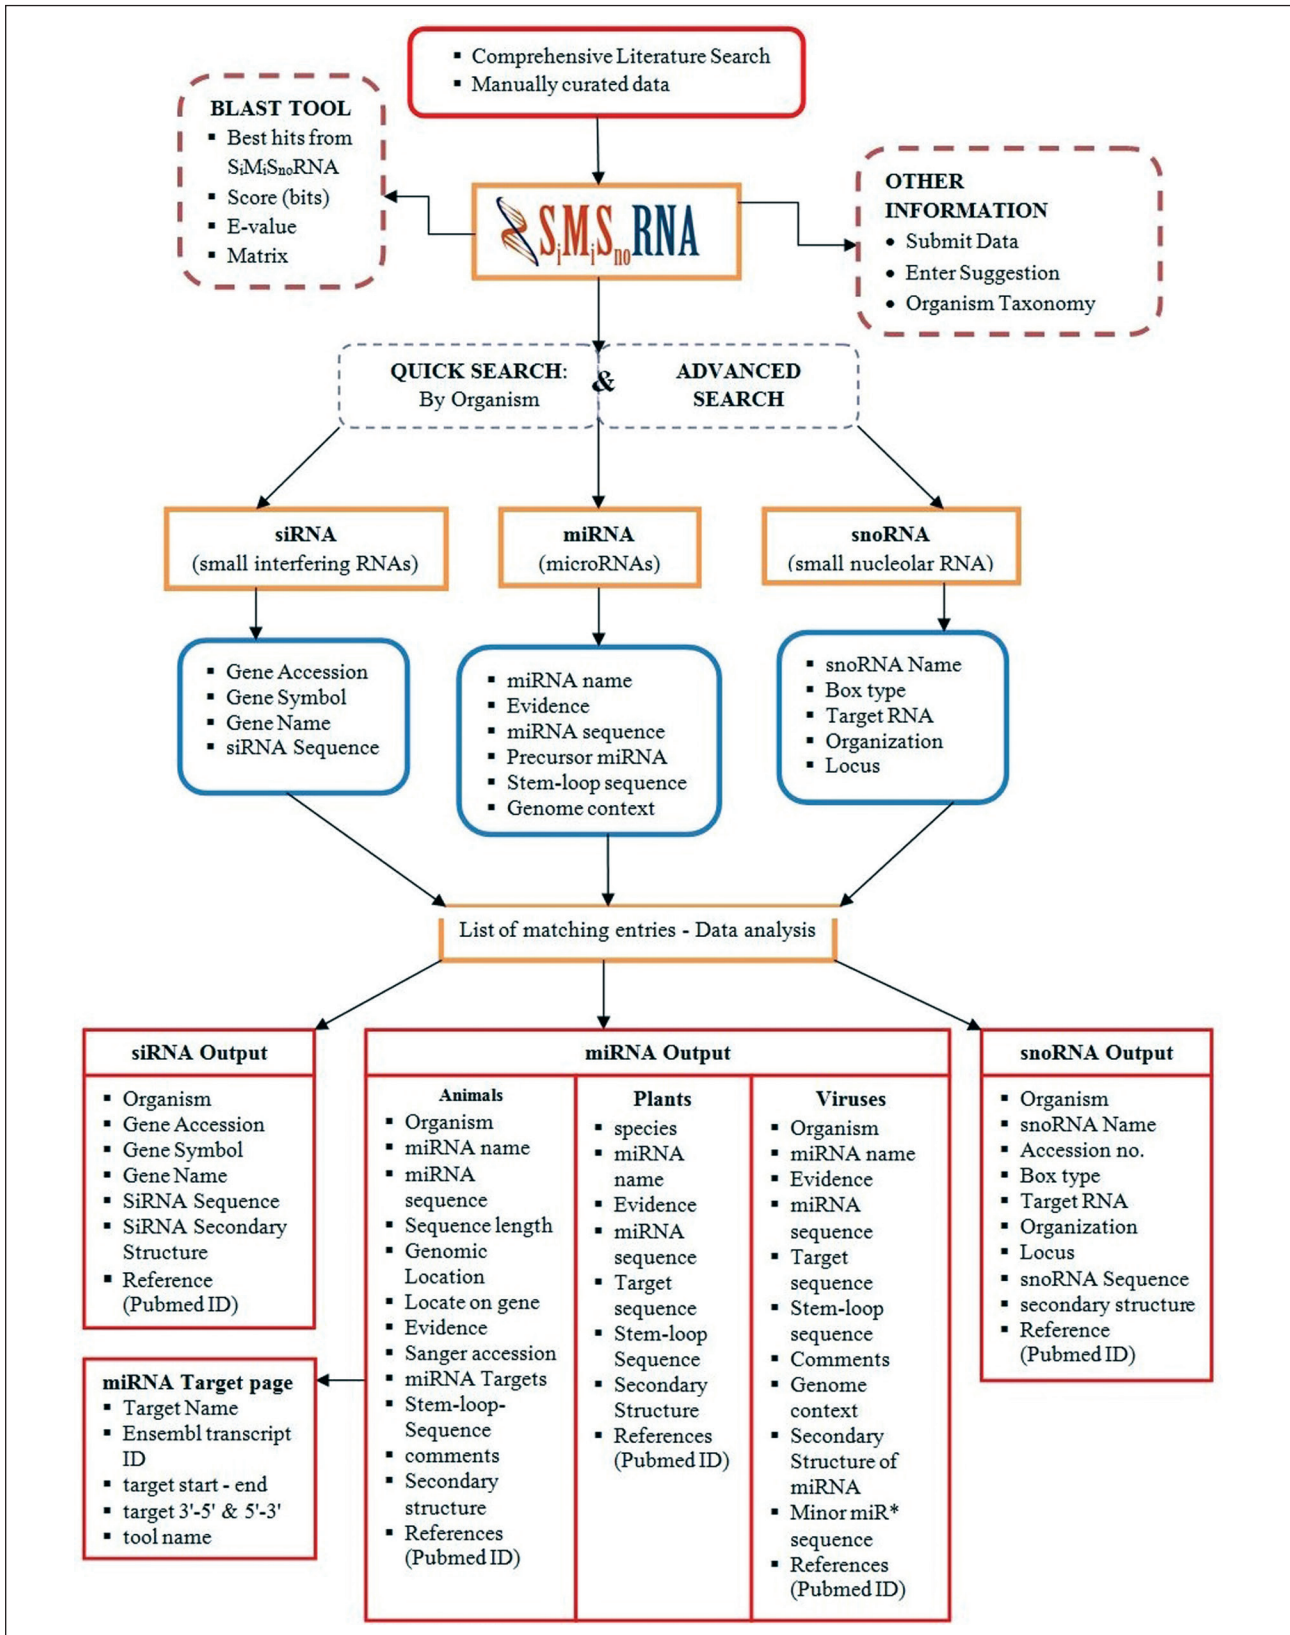 ▪ Comprehensive Literature Search
▪ Manually curated data
BLAST TOOL
▪ Best hits from
SiMiSnoRNA
▪ Score (bits)
▪ E-value
▪ Matrix
SiMiSnoRNA
OTHER
INFORMATION
• Submit Data
• Enter Suggestion
• Organism Taxonomy
QUICK SEARCH:
By Organism
&
ADVANCED
SEARCH
siRNA
(small interfering RNAs)
miRNA
(microRNAs)
snoRNA
(small nucleolar RNA)
▪ Gene Accession
▪ Gene Symbol
▪ Gene Name
▪ siRNA Sequence
▪ miRNA name
▪ Evidence
▪ miRNA sequence
▪ Precursor miRNA
▪ Stem-loop sequence
▪ Genome context
▪ snoRNA Name
▪ Box type
▪ Target RNA
▪ Organization
▪ Locus
List of matching entries - Data analysis
siRNA Output
▪ Organism
▪ Gene Accession
▪ Gene Symbol
▪ Gene Name
▪ SiRNA Sequence
▪ SiRNA Secondary
Structure
▪ Reference
(Pubmed ID)
miRNA Target page
▪ Target Name
▪ Ensembl transcript
ID
▪ target start - end
▪ target 3'-5' & 5'-3'
▪ tool name
miRNA Output
Animals
▪ Organism
▪ miRNA name
▪ miRNA
sequence
▪ Sequence length
▪ Genomic
Location
▪ Locate on gene
▪ Evidence
▪ Sanger accession
▪ miRNA Targets
▪ Stem-loop-
Sequence
▪ comments
▪ Secondary
structure
▪ References
(Pubmed ID)
Plants
▪ species
▪ miRNA
name
▪ Evidence
▪ miRNA
sequence
▪ Target
sequence
▪ Stem-loop
Sequence
▪ Secondary
Structure
▪ References
(Pubmed ID)
Viruses
▪ Organism
▪ miRNA name
▪ Evidence
▪ miRNA
sequence
▪ Target
sequence
▪ Stem-loop
sequence
▪ Comments
▪ Genome
context
▪ Secondary
Structure of
miRNA
▪ Minor miR*
sequence
▪ References
(Pubmed ID)
snoRNA Output
▪ Organism
▪ snoRNA Name
▪ Accession no.
▪ Box type
▪ Target RNA
▪ Organization
▪ Locus
▪ snoRNA Sequence
▪ secondary structure
▪ Reference
(Pubmed ID)